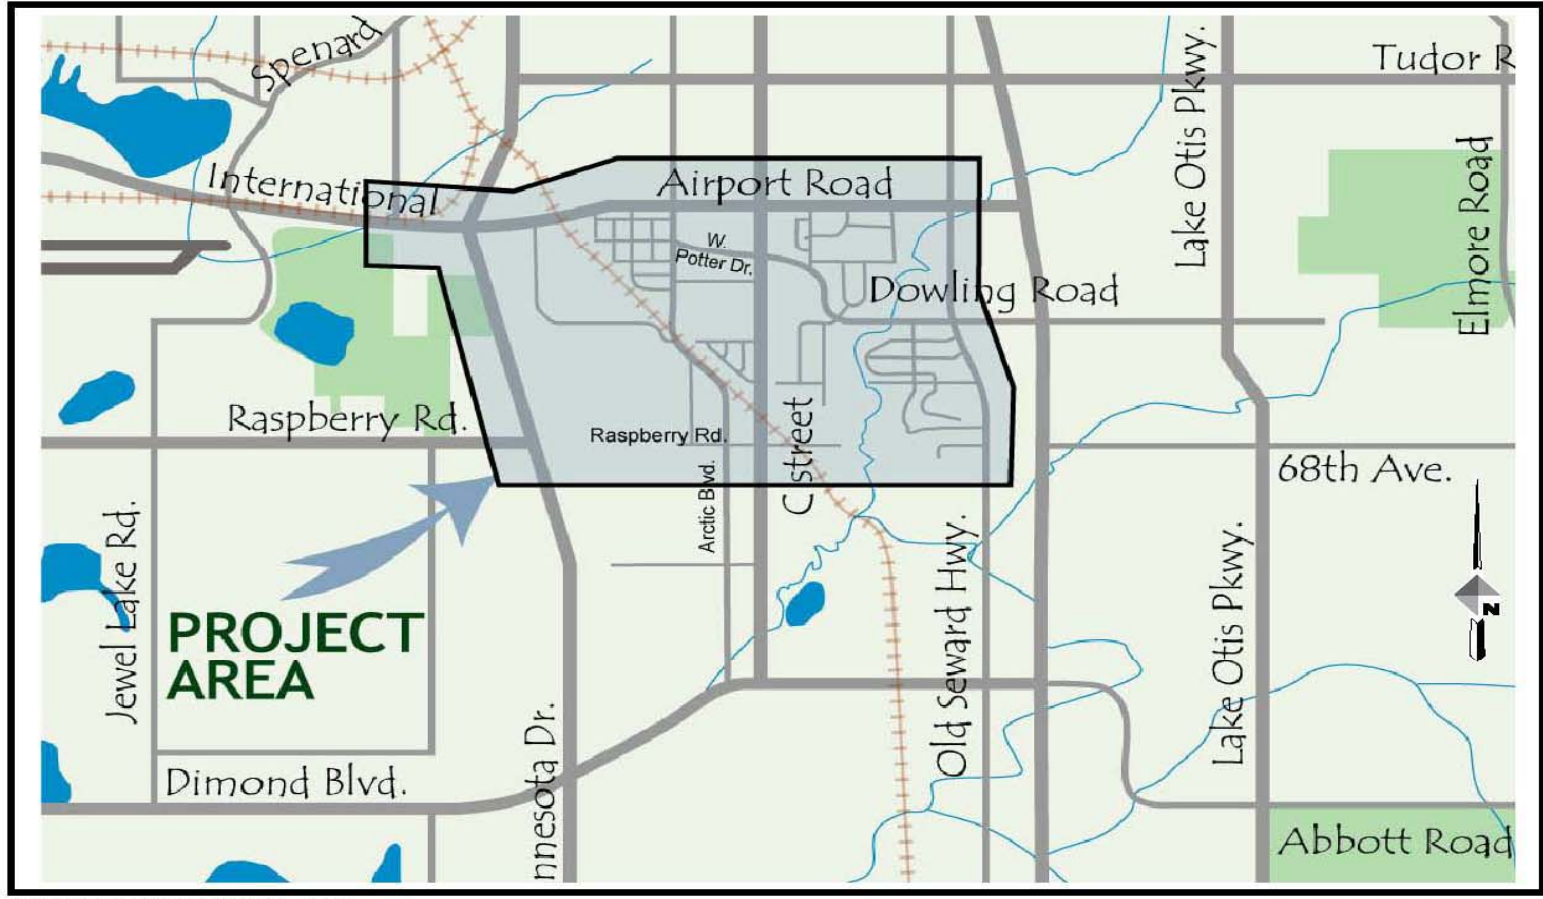 Spenard
Tudor R
Lake Otis Pkwy.
Elmore Road
International
Airport Road
W.
Potter Dr.
Dowling Road
Raspberry Rd.
Raspberry Rd.
C street
Arctic Blvd.
68th Ave.
Jewel Lake Rd.
PROJECT
AREA
Old Seward Hwy.
Lake Otis Pkwy.
N
Dimond Blvd.
nnesota Dr.
Abbott Road